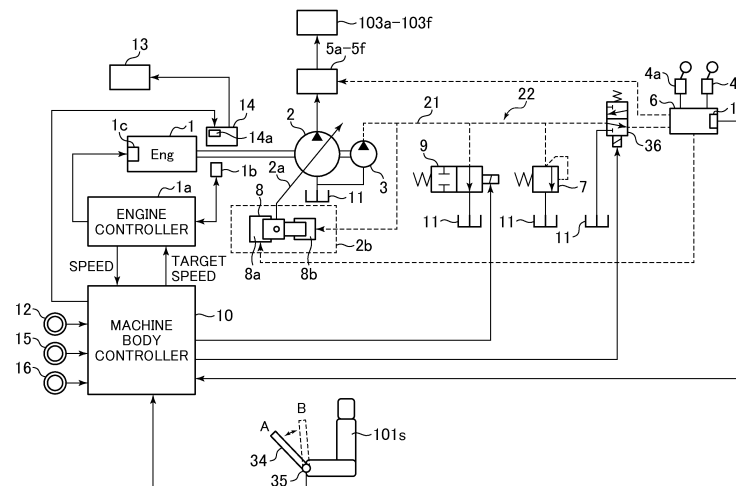 103a-103f
5a-5f
13
4a
4
6
1
14
14a
2
21
22
36
1c
1
Eng
1b
2a
3
9
7
1a
ENGINE
CONTROLLER
11
11
11
11
8
8a
8b
2b
SPEED
TARGET
SPEED
10
12
15
16
MACHINE
BODY
CONTROLLER
A
B
34
35
101s